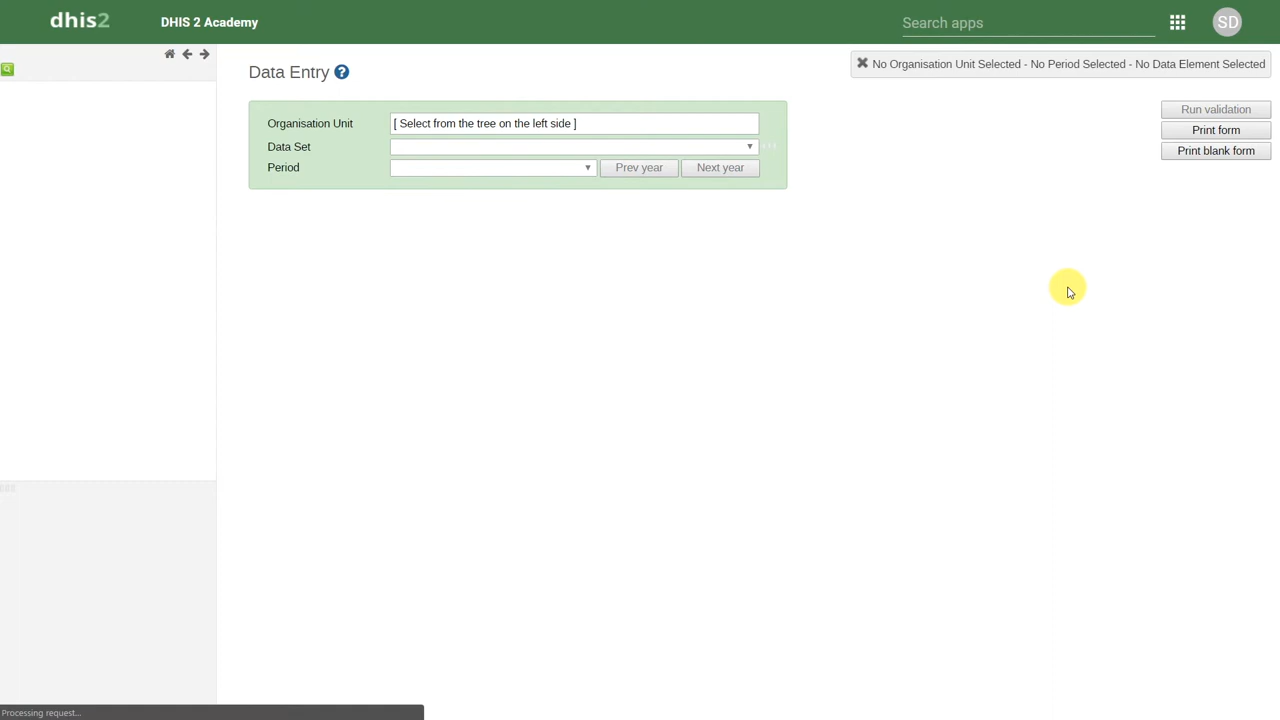 dhis2
DHIS 2 Academy
Search apps
SD
Data Entry ?
No Organisation Unit Selected - No Period Selected - No Data Element Selected
Organisation Unit
[ Select from the tree on the left side ]
Data Set
Period
Prev year
Next year
Run validation
Print form
Print blank form
Processing request...